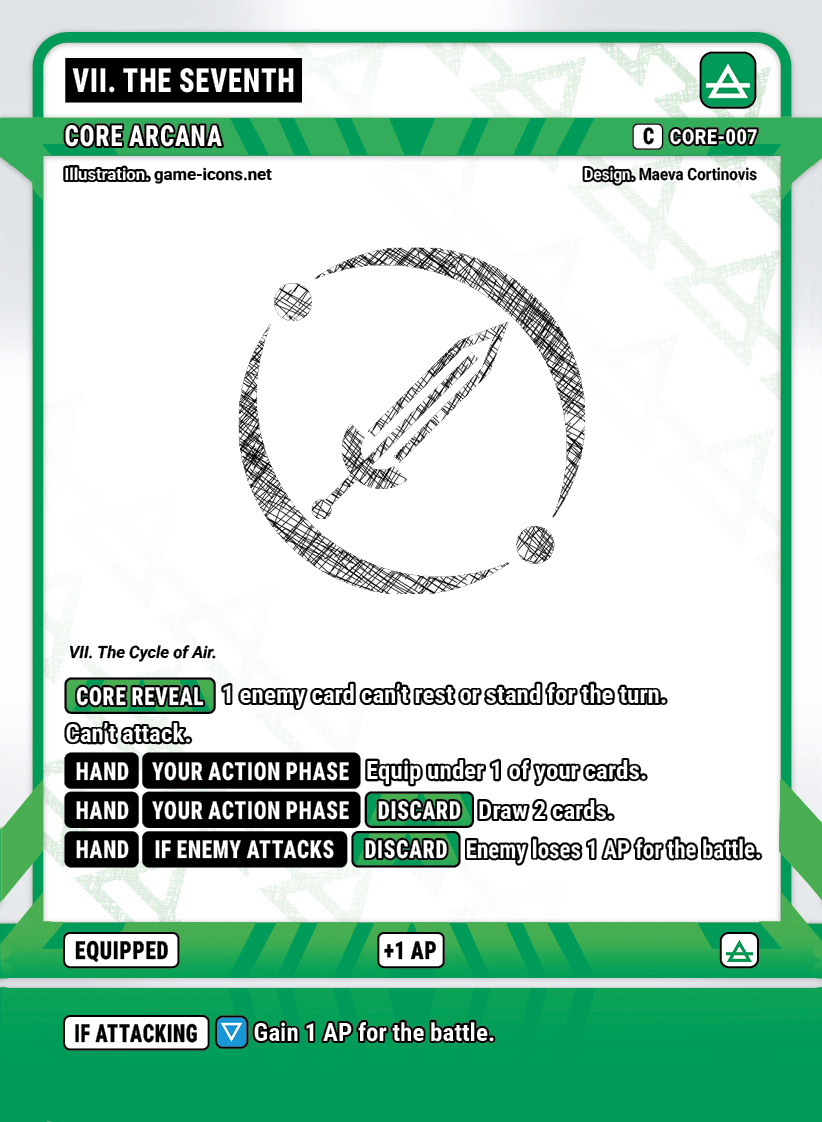 VII. THE SEVENTH
CORE ARCANA C CORE-007
Illustration. game-icons.net Design. Maeva Cortinovis
VII. The Cycle of Air.
CORE REVEAL 1 enemy card can't rest or stand for the turn.
Can't attack.
HAND YOUR ACTION PHASE Equip under 1 of your cards.
HAND YOUR ACTION PHASE DISCARD Draw 2 cards.
HAND IF ENEMY ATTACKS DISCARD Enemy loses 1 AP for the battle.
EQUIPPED +1 AP
IF ATTACKING Gain 1 AP for the battle.